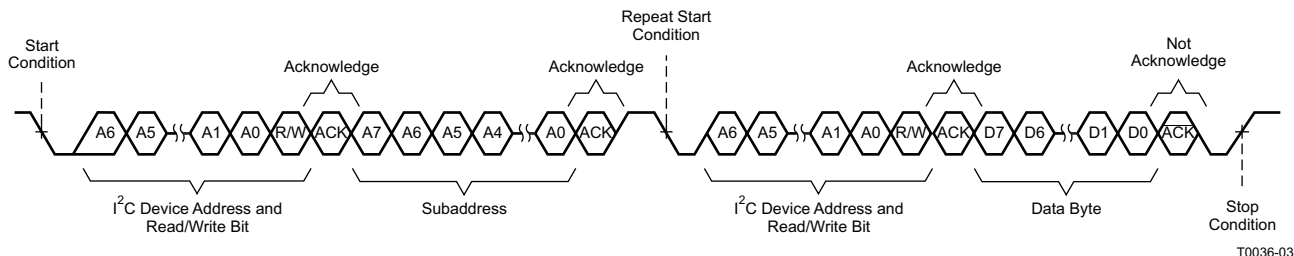 Start
Condition
Acknowledge
Acknowledge
Repeat Start
Condition
Acknowledge
Not
Acknowledge
A6 A5 A1 A0 R/W ACK A7 A6 A5 A4 A0 ACK A6 A5 A1 A0 R/W ACK D7 D6 D1 D0 ACK
I²C Device Address and
Read/Write Bit
Subaddress
I²C Device Address and
Read/Write Bit
Data Byte
Stop
Condition
T0036-03